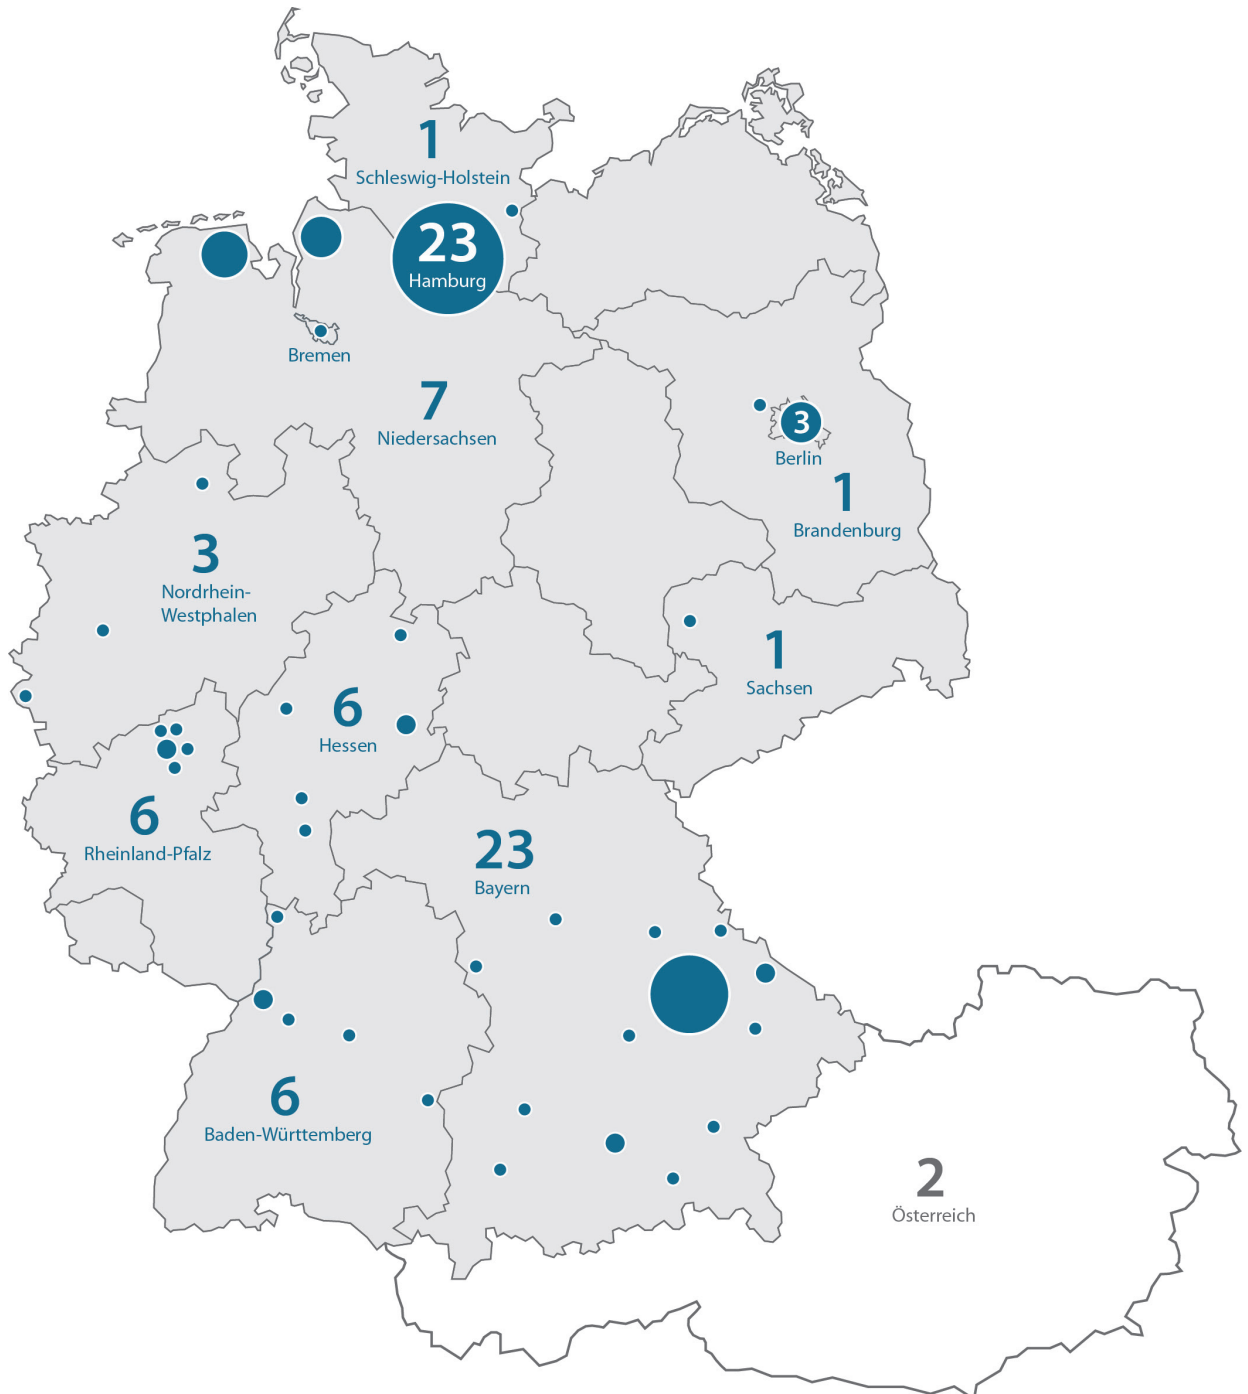 1
Schleswig-Holstein
23
Hamburg
Bremen
7
Niedersachsen
3
Berlin
1
Brandenburg
3
Nordrhein-
Westphalen
1
Sachsen
6
Hessen
6
Rheinland-Pfalz
23
Bayern
6
Baden-Württemberg
2
Österreich